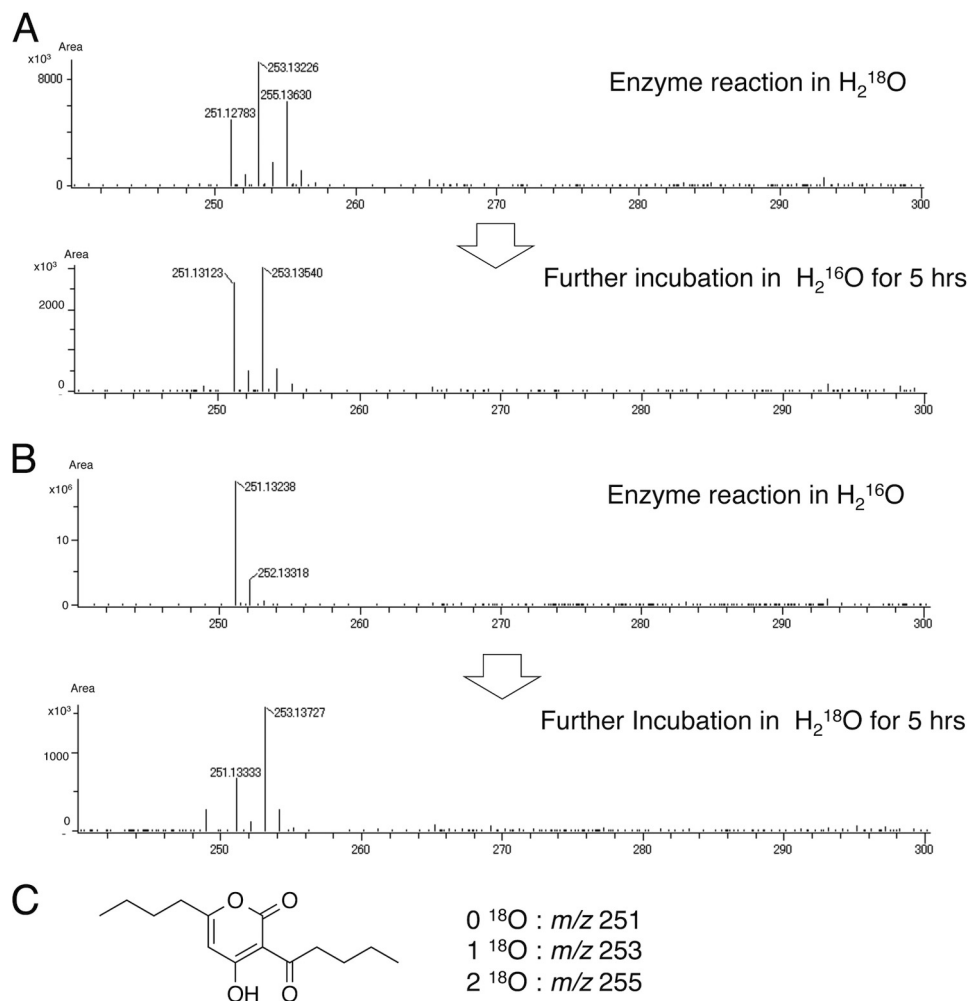 A
Area
x10³
8000
0
253.13226
255.13630
251.12783
Enzyme reaction in H₂¹⁸O
250 260 270 280 290 300
Area
x10³
2000
0
251.13123
253.13540
Further incubation in H₂¹⁶O for 5 hrs
250 260 270 280 290 300
B
Area
x10⁶
10
0
251.13238
252.13318
Enzyme reaction in H₂¹⁶O
250 260 270 280 290 300
Area
x10³
1000
0
253.13727
251.13333
Further Incubation in H₂¹⁸O for 5 hrs
250 260 270 280 290 300
C
O O
OH O
0 ¹⁸O : m/z 251
1 ¹⁸O : m/z 253
2 ¹⁸O : m/z 255